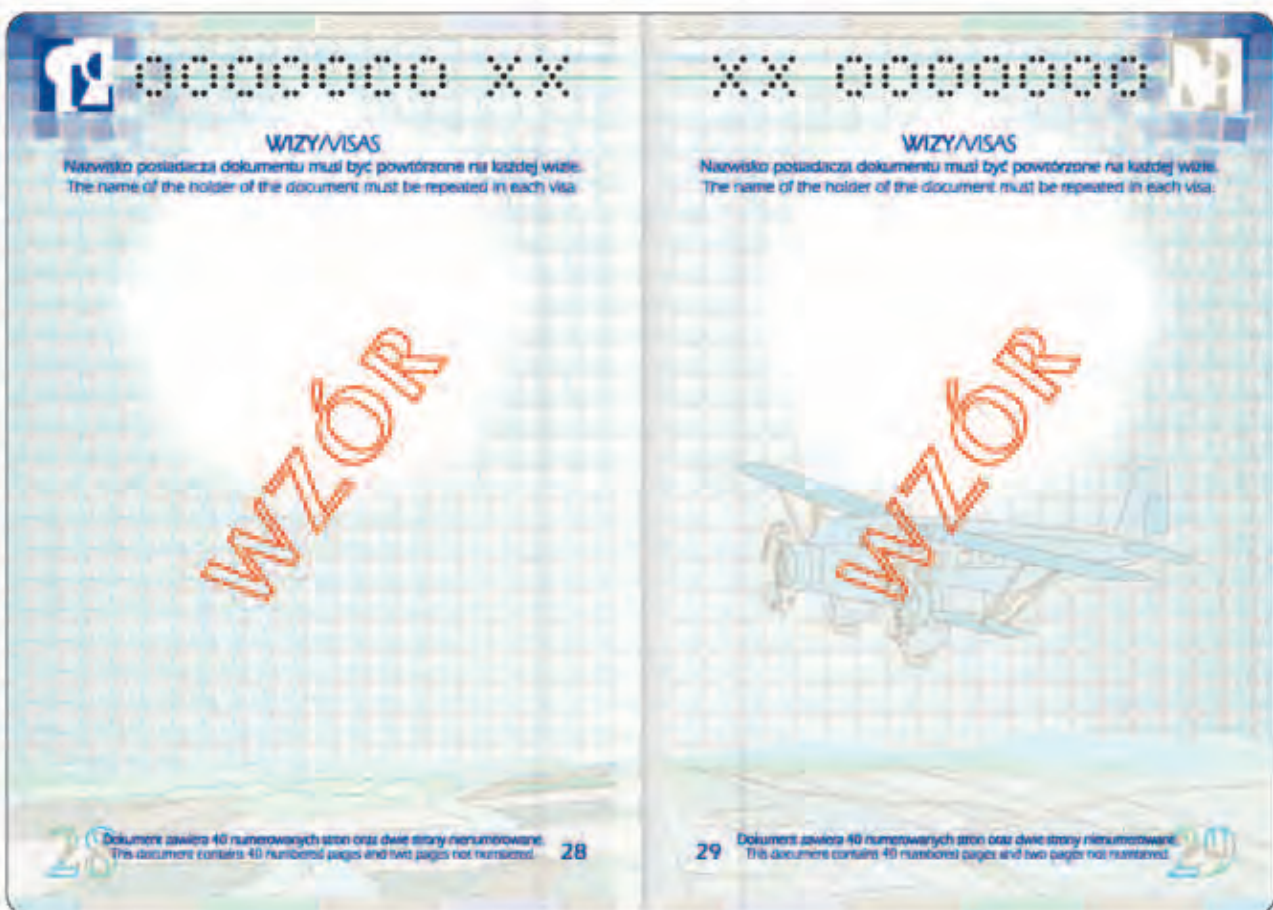 0000000 XX
WIZY/VISAS
Nazwisko posiadacza dokumentu musi być powtórzone na każdej wizie.
The name of the holder of the document must be repeated in each visa.
WZÓR
28
Dokument zawiera 40 numerowanych stron oraz dwie strony nienumerowane.
This document contains 40 numbered pages and two pages not numbered.
28
XX 0000000
WIZY/VISAS
Nazwisko posiadacza dokumentu musi być powtórzone na każdej wizie.
The name of the holder of the document must be repeated in each visa.
WZÓR
29
Dokument zawiera 40 numerowanych stron oraz dwie strony nienumerowane.
This document contains 40 numbered pages and two pages not numbered.
29